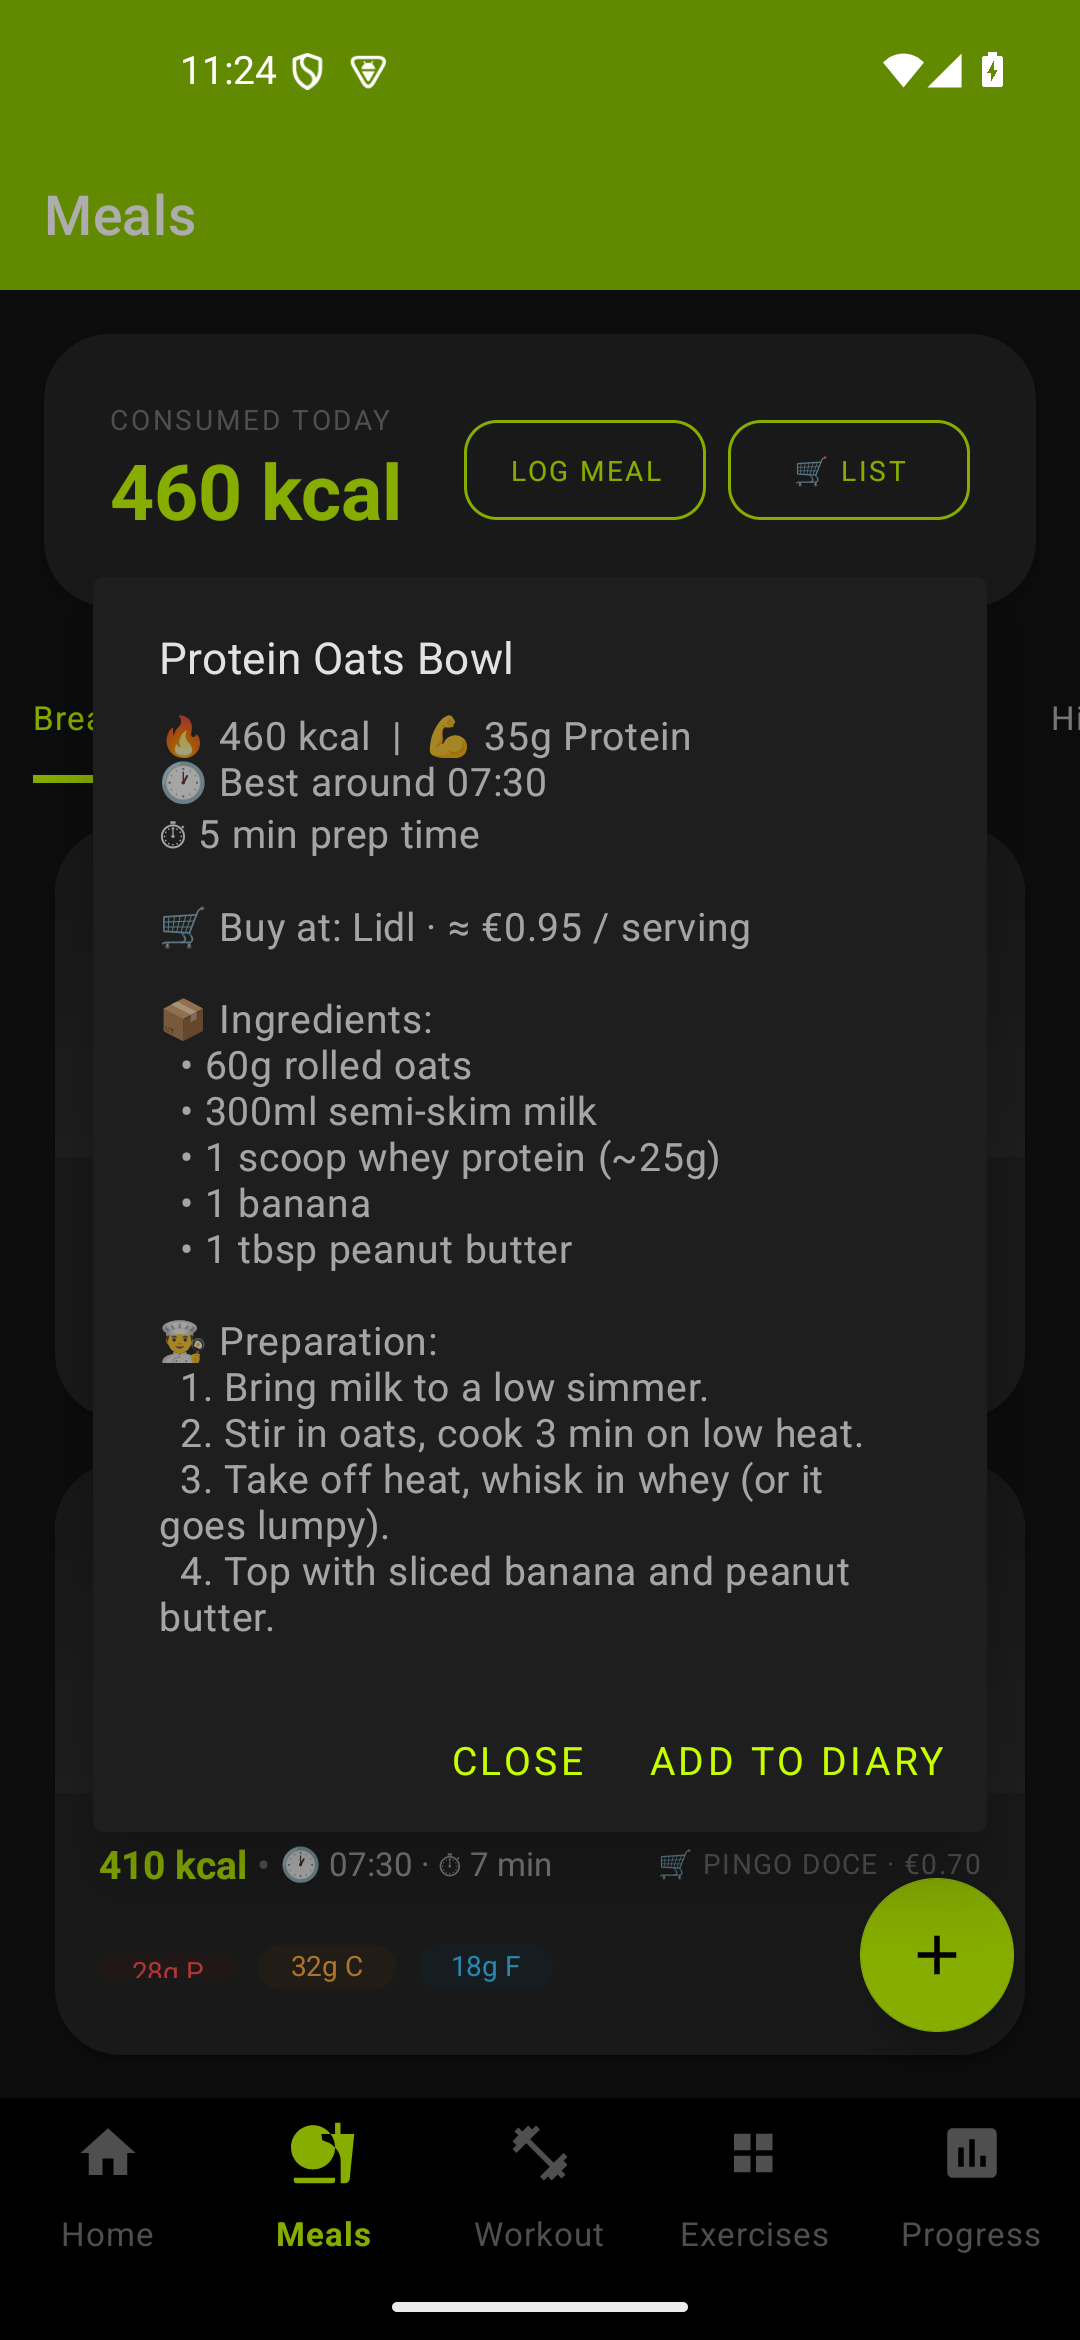 11:24
Meals
CONSUMED TODAY
460 kcal
LOG MEAL
🛒 LIST
Brea
Hi
Protein Oats Bowl
🔥 460 kcal | 💪 35g Protein
🕐 Best around 07:30
⏱ 5 min prep time
🛒 Buy at: Lidl · ≈ €0.95 / serving
📦 Ingredients:
• 60g rolled oats
• 300ml semi-skim milk
• 1 scoop whey protein (~25g)
• 1 banana
• 1 tbsp peanut butter
👨‍🍳 Preparation:
1. Bring milk to a low simmer.
2. Stir in oats, cook 3 min on low heat.
3. Take off heat, whisk in whey (or it
goes lumpy).
4. Top with sliced banana and peanut
butter.
CLOSE
ADD TO DIARY
410 kcal • 🕐 07:30 · ⏱ 7 min
🛒 PINGO DOCE · €0.70
28g P
32g C
18g F
Home
Meals
Workout
Exercises
Progress